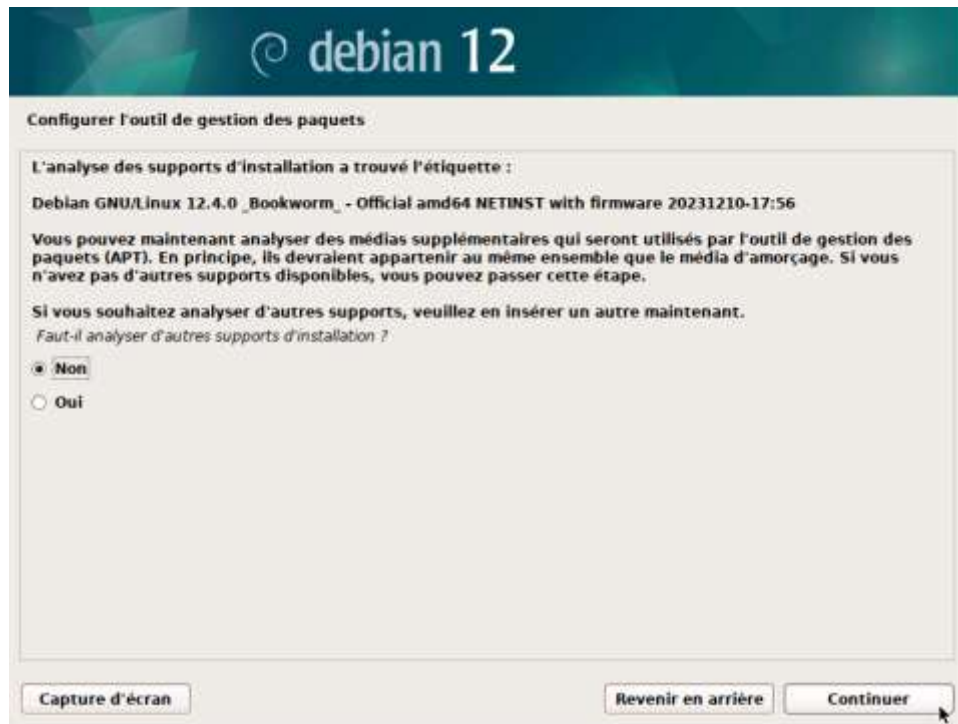 debian 12
Configurer l'outil de gestion des paquets
L'analyse des supports d'installation a trouvé l'étiquette :
Debian GNU/Linux 12.4.0 _Bookworm_ - Official amd64 NETINST with firmware 20231210-17:56
Vous pouvez maintenant analyser des médias supplémentaires qui seront utilisés par l'outil de gestion des
paquets (APT). En principe, ils devraient appartenir au même ensemble que le média d'amorçage. Si vous
n'avez pas d'autres supports disponibles, vous pouvez passer cette étape.
Si vous souhaitez analyser d'autres supports, veuillez en insérer un autre maintenant.
Faut-il analyser d'autres supports d'installation ?
Non
Oui
Capture d'écran
Revenir en arrière
Continuer